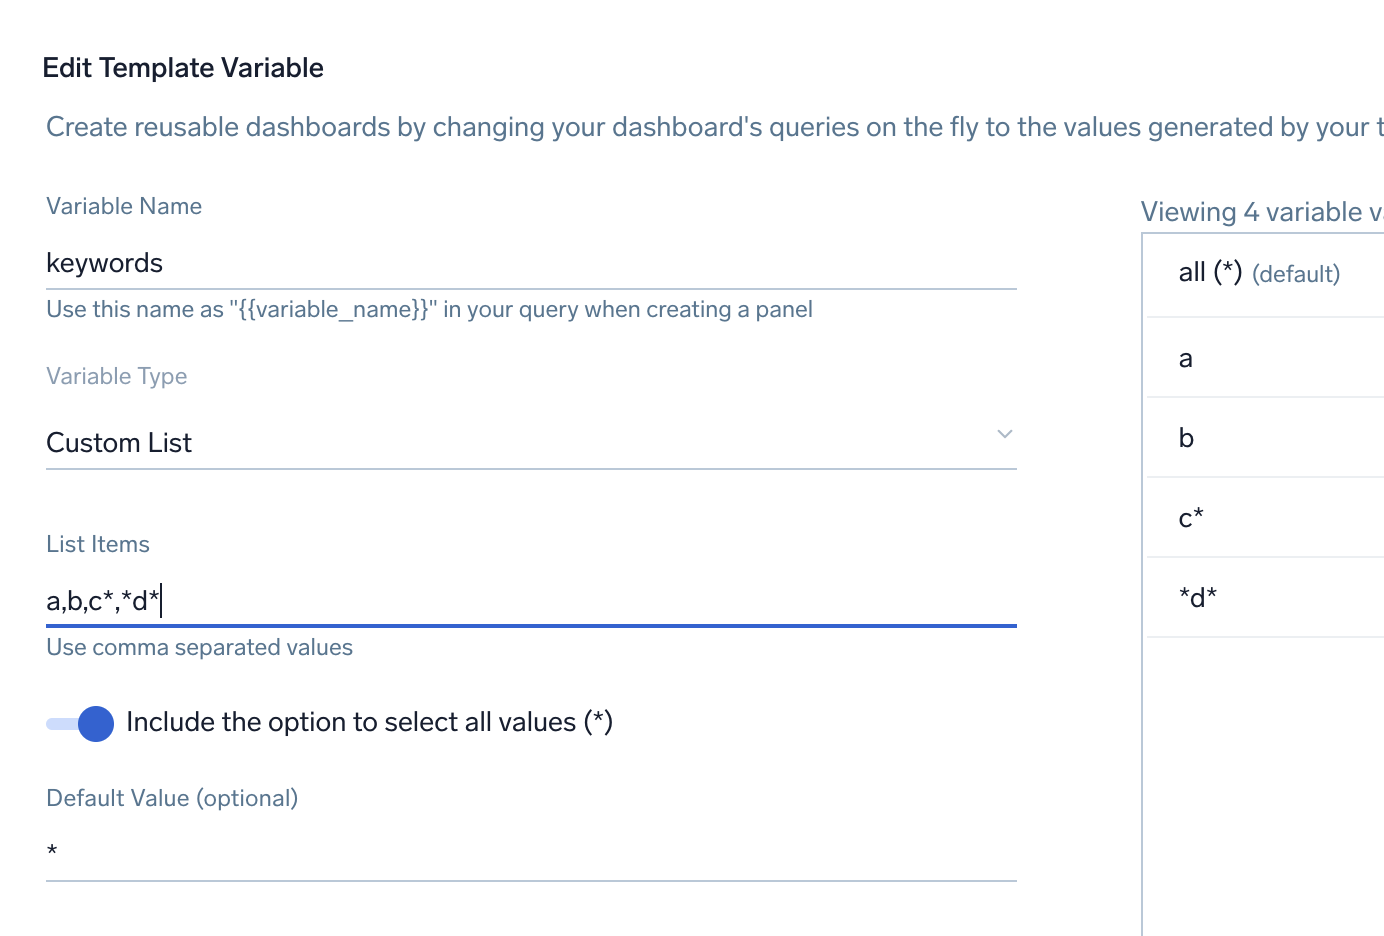 Edit Template Variable
Create reusable dashboards by changing your dashboard's queries on the fly to the values generated by your t
Variable Name
keywords
Use this name as "{{variable_name}}" in your query when creating a panel
Variable Type
Custom List
List Items
a,b,c*,*d*
Use comma separated values
Include the option to select all values (*)
Default Value (optional)
*
Viewing 4 variable v
all (*) (default)
a
b
c*
*d*